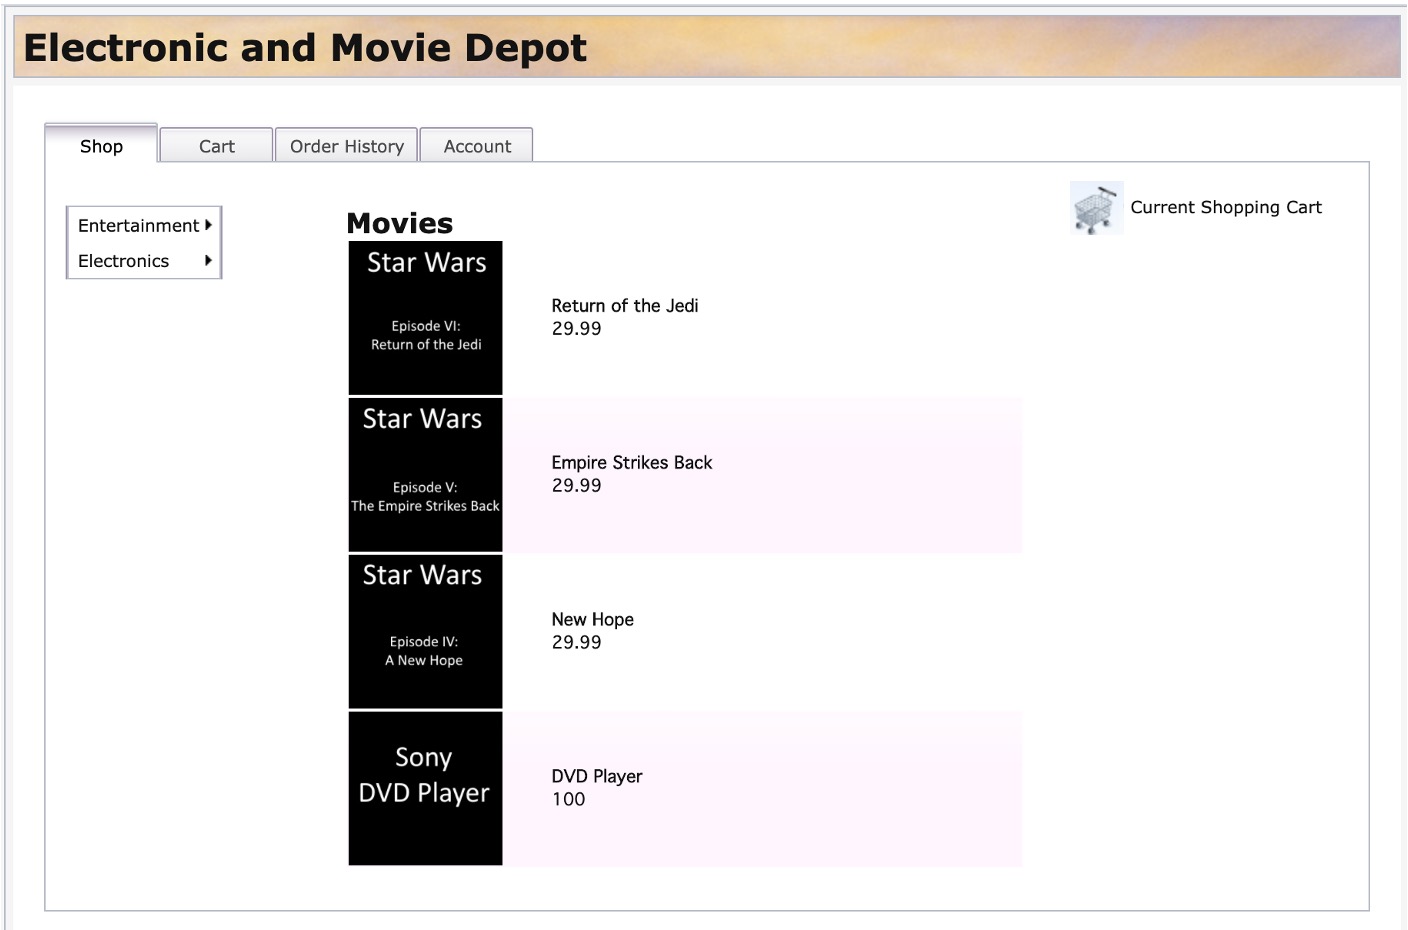 Electronic and Movie Depot
Shop
Cart
Order History
Account
Entertainment
Electronics
Current Shopping Cart
Movies
Star Wars
Episode VI:
Return of the Jedi
Return of the Jedi
29.99
Star Wars
Episode V:
The Empire Strikes Back
Empire Strikes Back
29.99
Star Wars
Episode IV:
A New Hope
New Hope
29.99
Sony
DVD Player
DVD Player
100